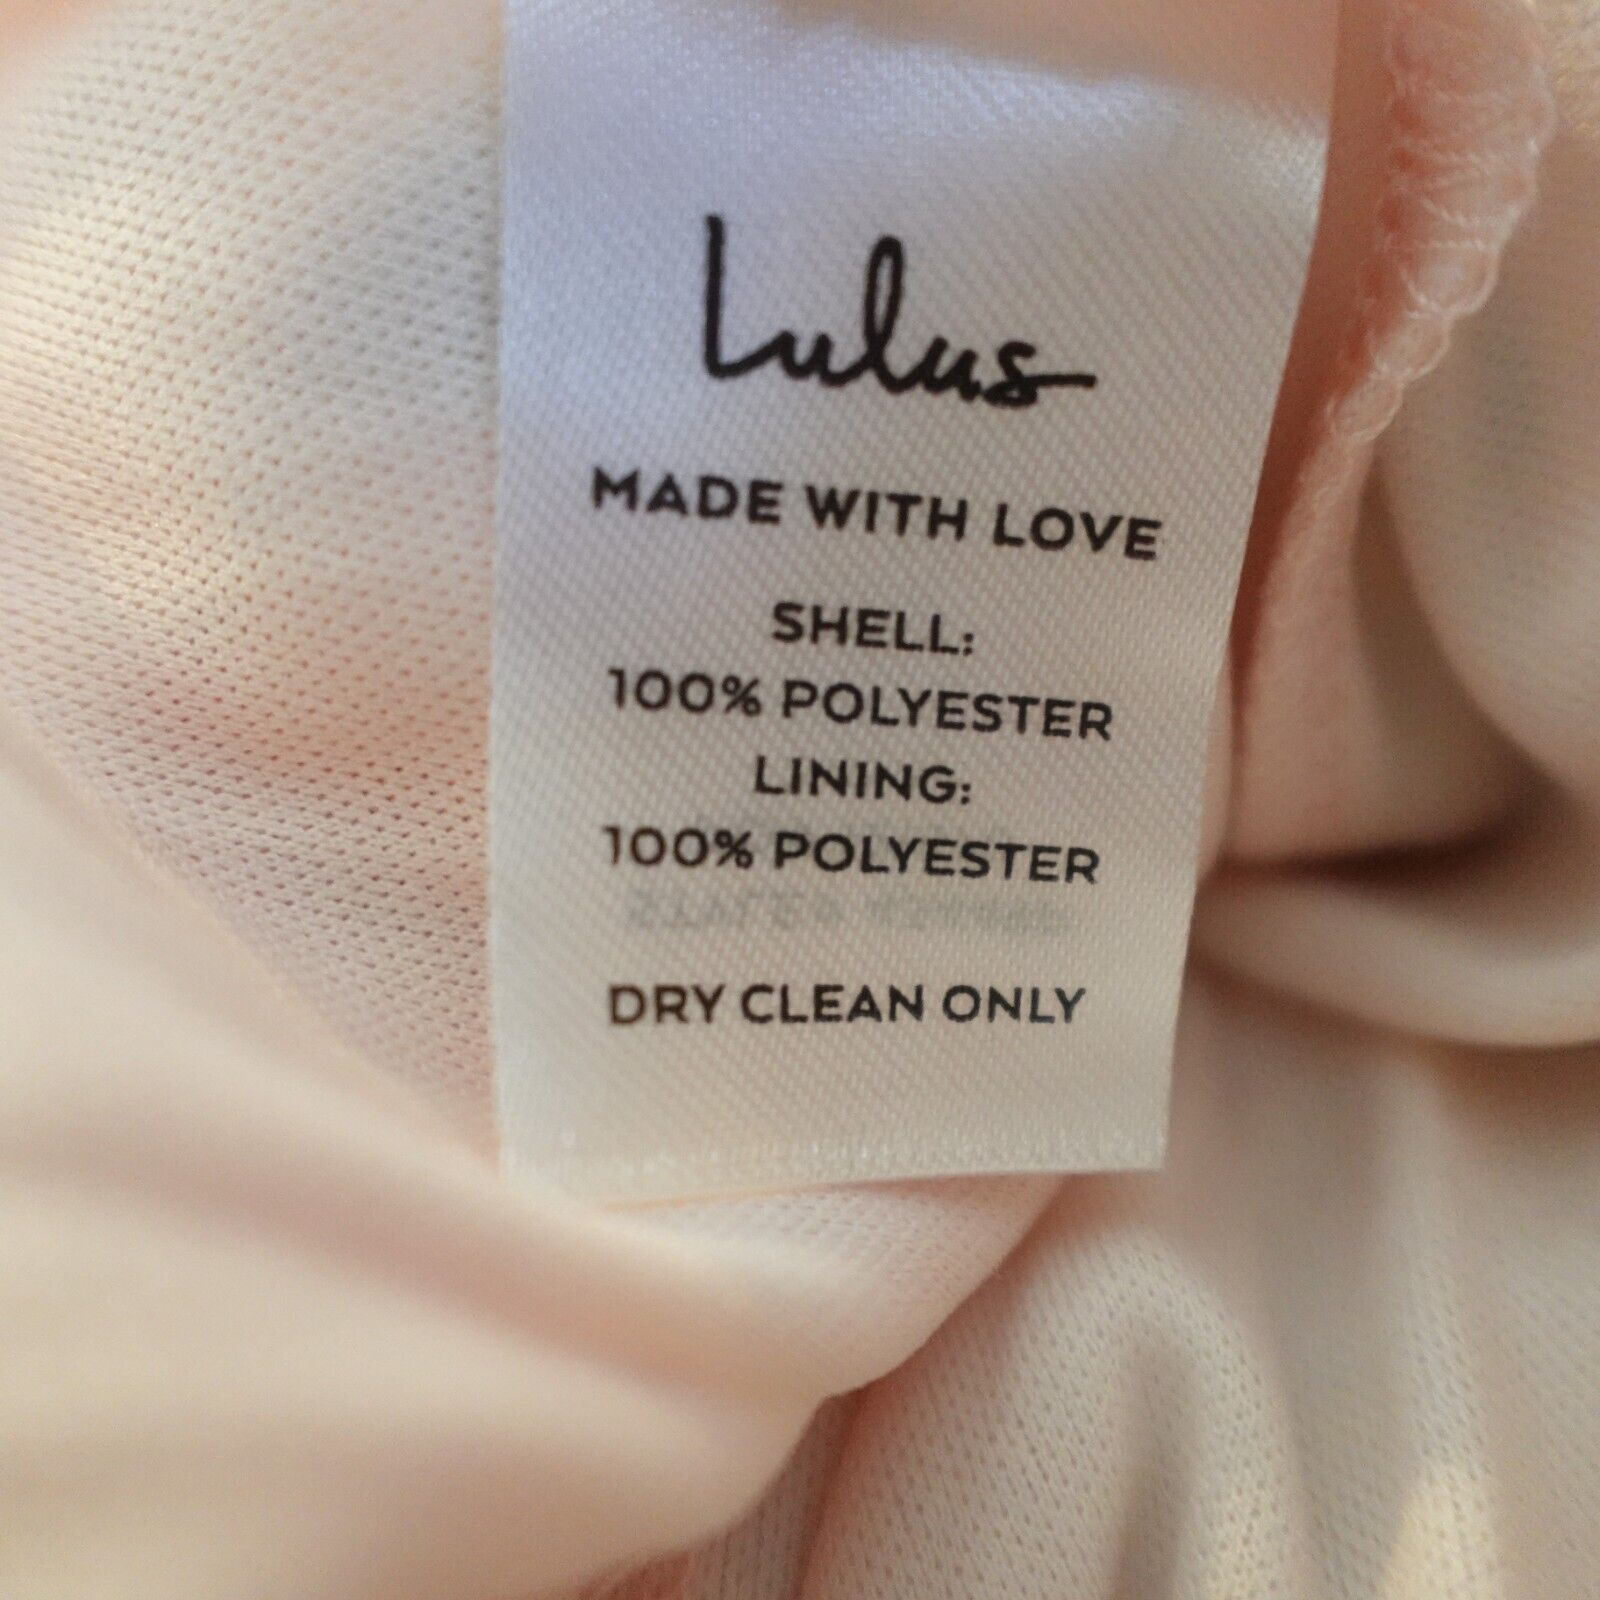 Lulus
MADE WITH LOVE
SHELL:
100% POLYESTER
LINING:
100% POLYESTER
DRY CLEAN ONLY